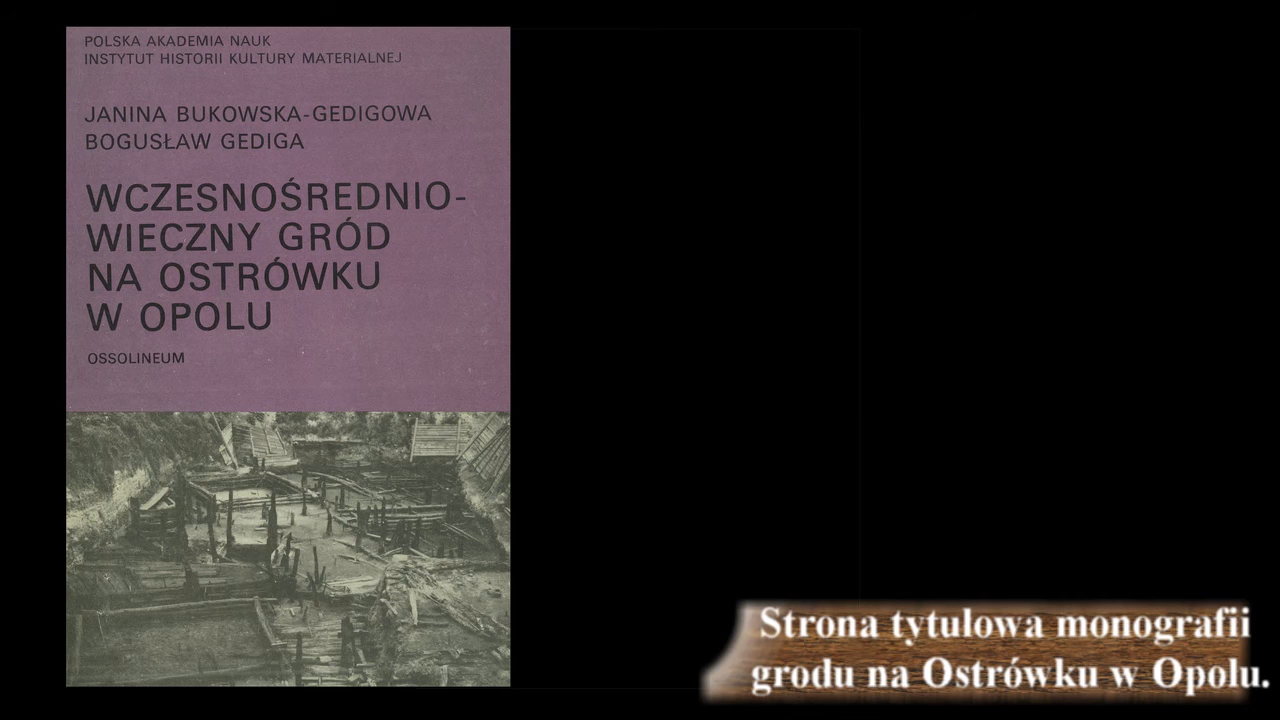 POLSKA AKADEMIA NAUK
INSTYTUT HISTORII KULTURY MATERIALNEJ
JANINA BUKOWSKA-GEDIGOWA
BOGUSŁAW GEDIGA
WCZESNOŚREDNIO-
WIECZNY GRÓD
NA OSTRÓWKU
W OPOLU
OSSOLINEUM
Strona tytułowa monografii
grodu na Ostrówku w Opolu.